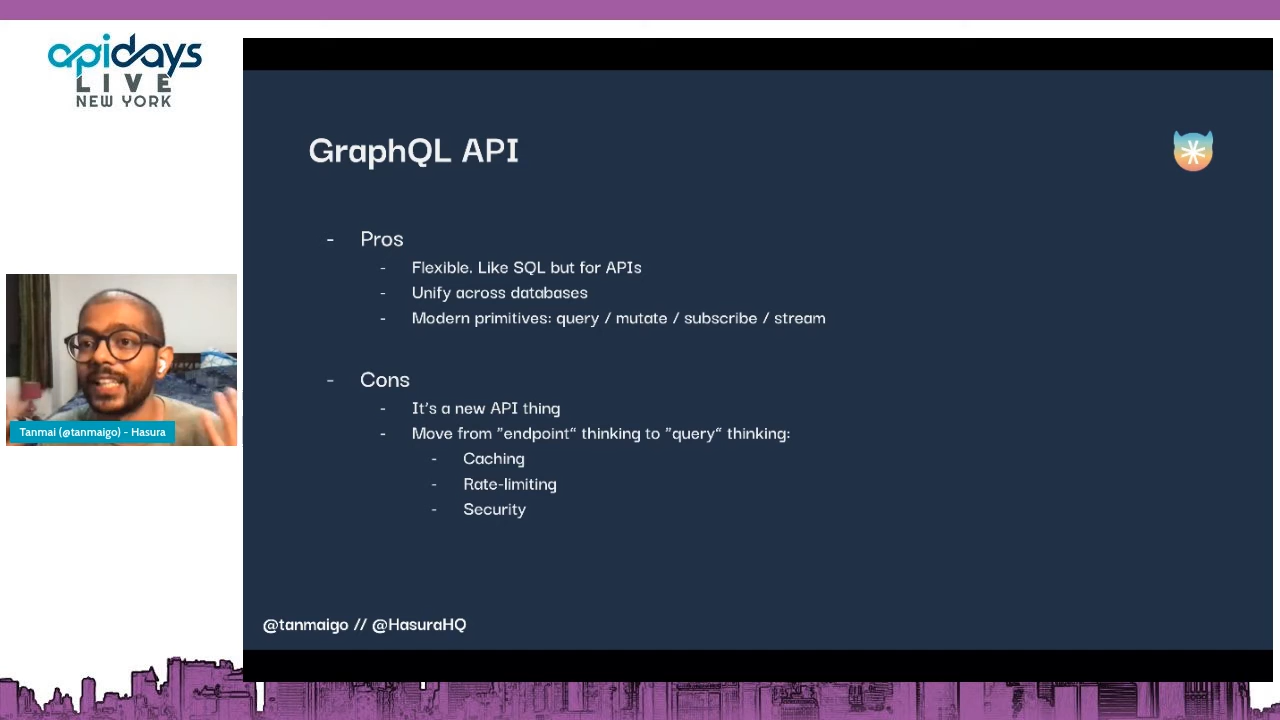 apidays
LIVE
NEW YORK
GraphQL API
- Pros
- Flexible. Like SQL but for APIs
- Unify across databases
- Modern primitives: query / mutate / subscribe / stream
- Cons
- It's a new API thing
- Move from "endpoint" thinking to "query" thinking:
- Caching
- Rate-limiting
- Security
Tanmai (@tanmaigo) - Hasura
@tanmaigo // @HasuraHQ